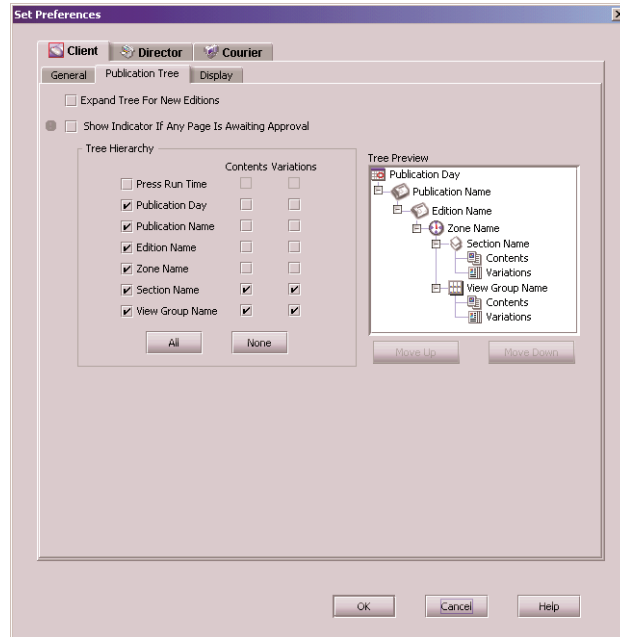 Set Preferences
Client Director Courier
General Publication Tree Display
Expand Tree For New Editions
Show Indicator If Any Page Is Awaiting Approval
Tree Hierarchy
Contents Variations
Press Run Time
Publication Day
Publication Name
Edition Name
Zone Name
Section Name
View Group Name
All None
Tree Preview
Publication Day
Publication Name
Edition Name
Zone Name
Section Name
Contents
Variations
View Group Name
Contents
Variations
Move Up Move Down
OK Cancel Help